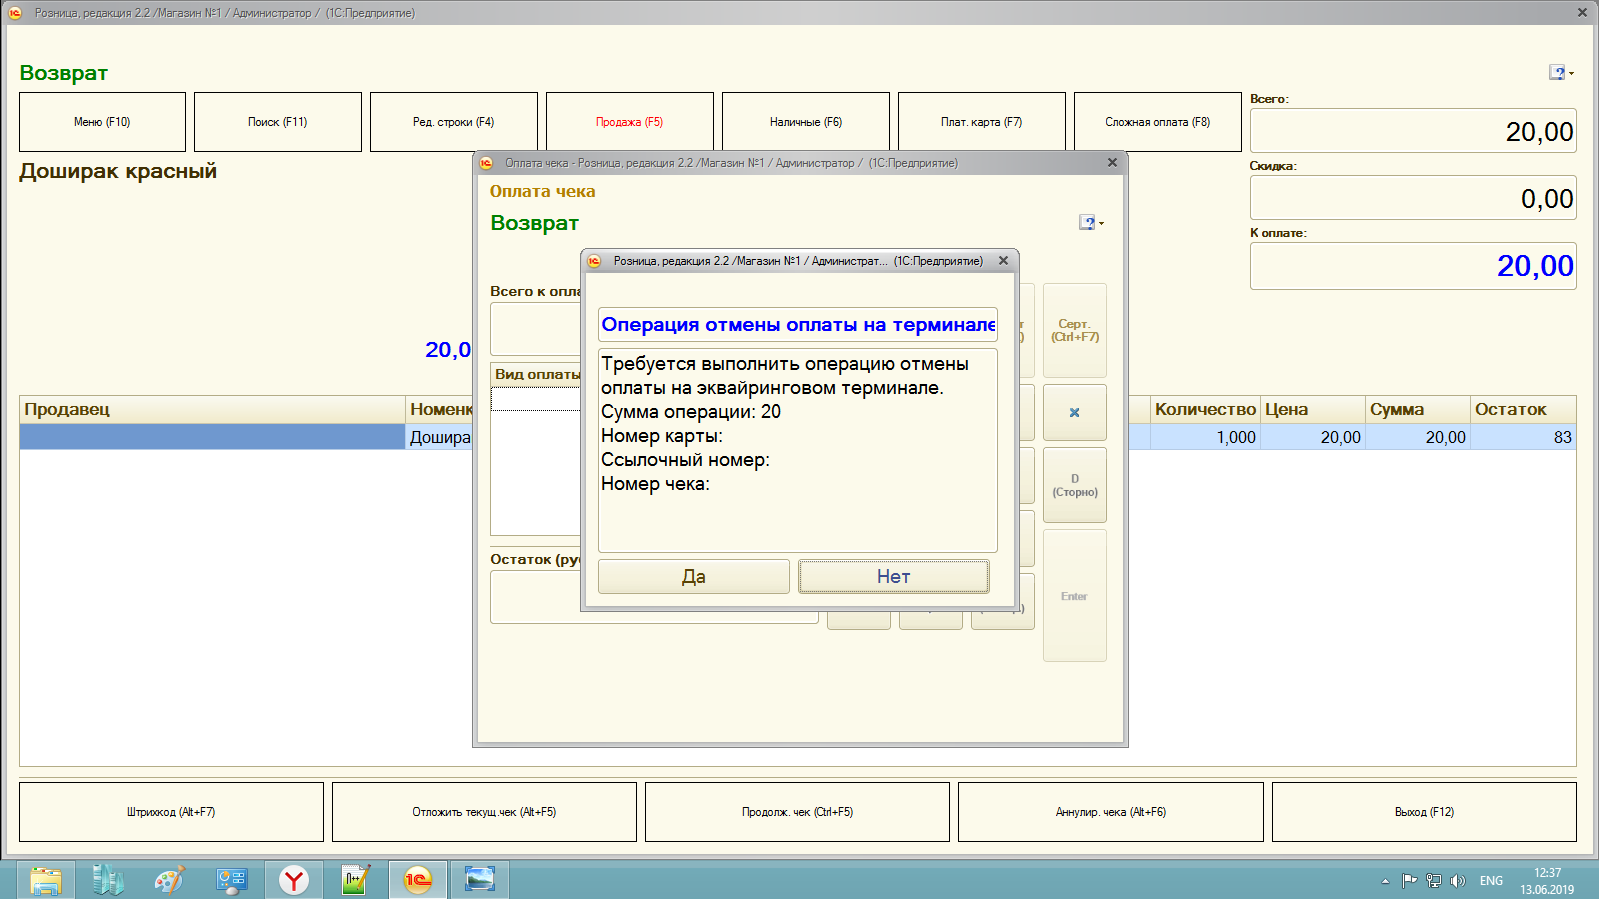 Розница, редакция 2.2 /Магазин №1 / Администратор / (1С:Предприятие)
Возврат
Меню (F10)
Поиск (F11)
Ред. строки (F4)
Продажа (F5)
Наличные (F6)
Плат. карта (F7)
Сложная оплата (F8)
Всего:
20,00
Скидка:
0,00
К оплате:
20,00
Доширак красный
20,0
Оплата чека - Розница, редакция 2.2 /Магазин №1 / Администратор / (1С:Предприятие)
Оплата чека
Возврат
Всего к опла
Вид оплаты
Остаток (ру
Серт.
(Ctrl+F7)
D
(Сторно)
Enter
Розница, редакция 2.2 /Магазин №1 / Администрат... (1С:Предприятие)
Операция отмены оплаты на терминале
Требуется выполнить операцию отмены
оплаты на эквайринговом терминале.
Сумма операции: 20
Номер карты:
Ссылочный номер:
Номер чека:
Да Нет
Продавец Номенк Количество Цена Сумма Остаток
Дошира 1,000 20,00 20,00 83
Штрихкод (Alt+F7)
Отложить текущ.чек (Alt+F5)
Продолж. чек (Ctrl+F5)
Аннулир. чека (Alt+F6)
Выход (F12)
ENG
12:37
13.06.2019